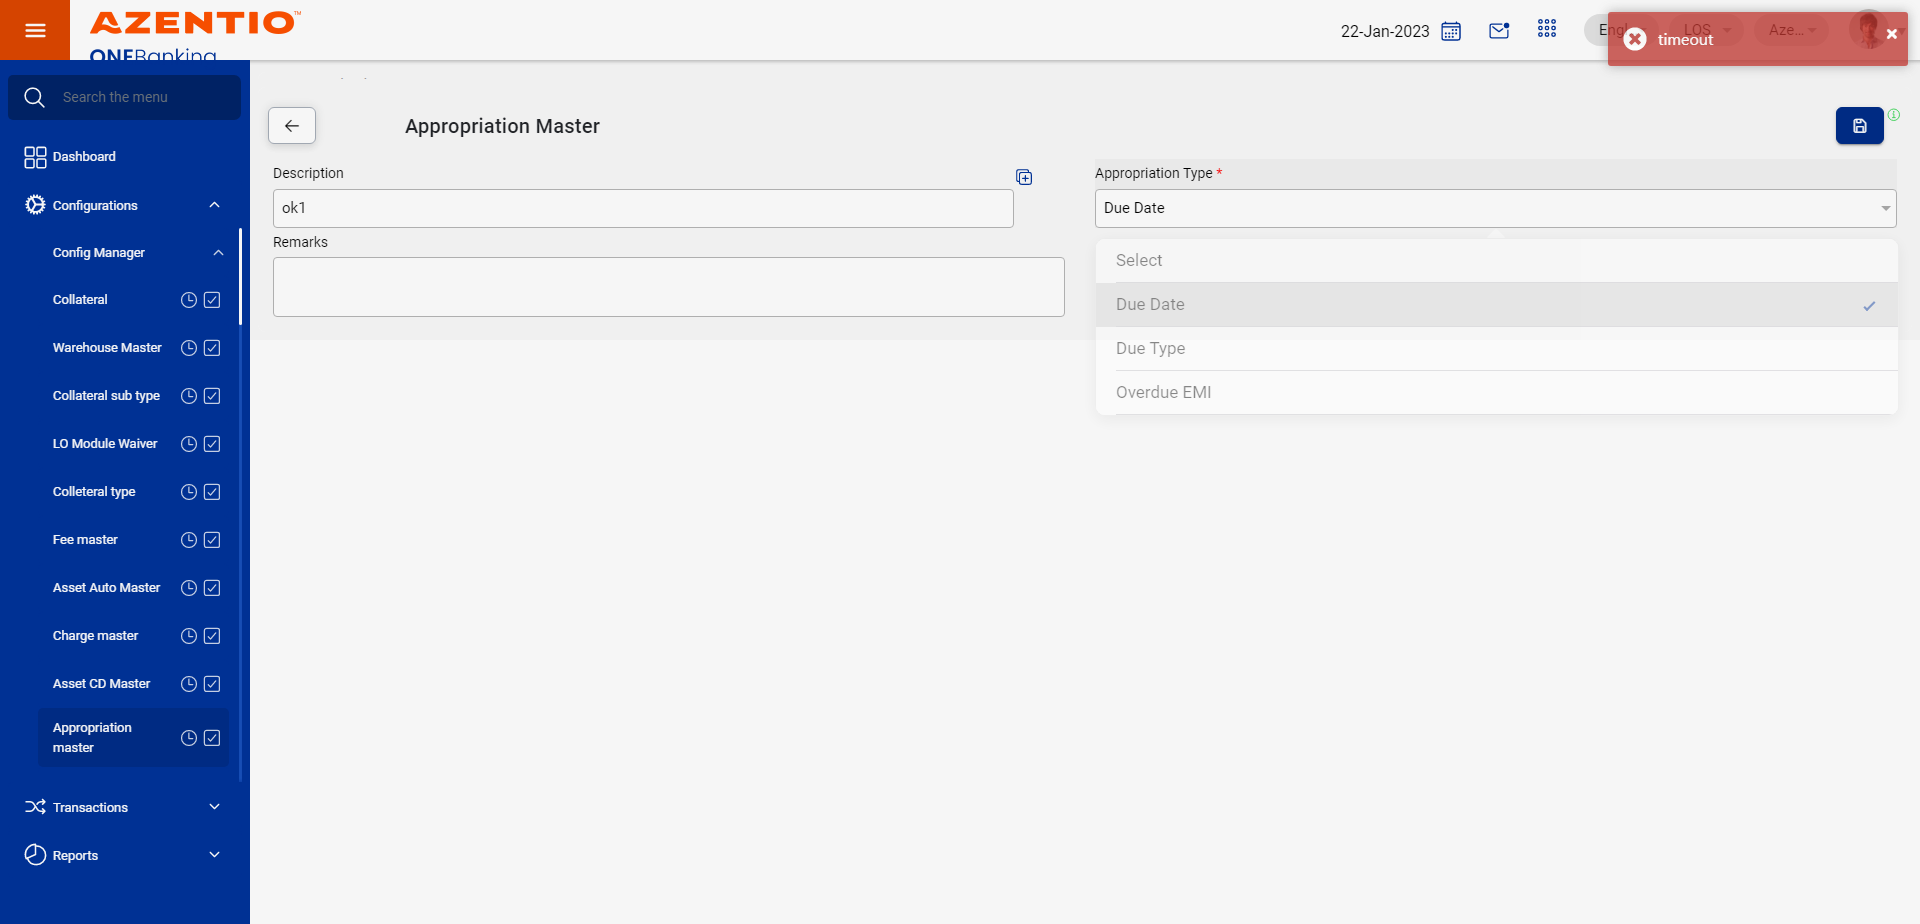 AZENTIO™
ONEBanking
22-Jan-2023
LOS
Aze...
timeout
Search the menu
Dashboard
Configurations
Config Manager
Collateral
Warehouse Master
Collateral sub type
LO Module Waiver
Colleteral type
Fee master
Asset Auto Master
Charge master
Asset CD Master
Appropriation
master
Transactions
Reports
Appropriation Master
Description
ok1
Remarks
Appropriation Type *
Due Date
Select
Due Date
Due Type
Overdue EMI